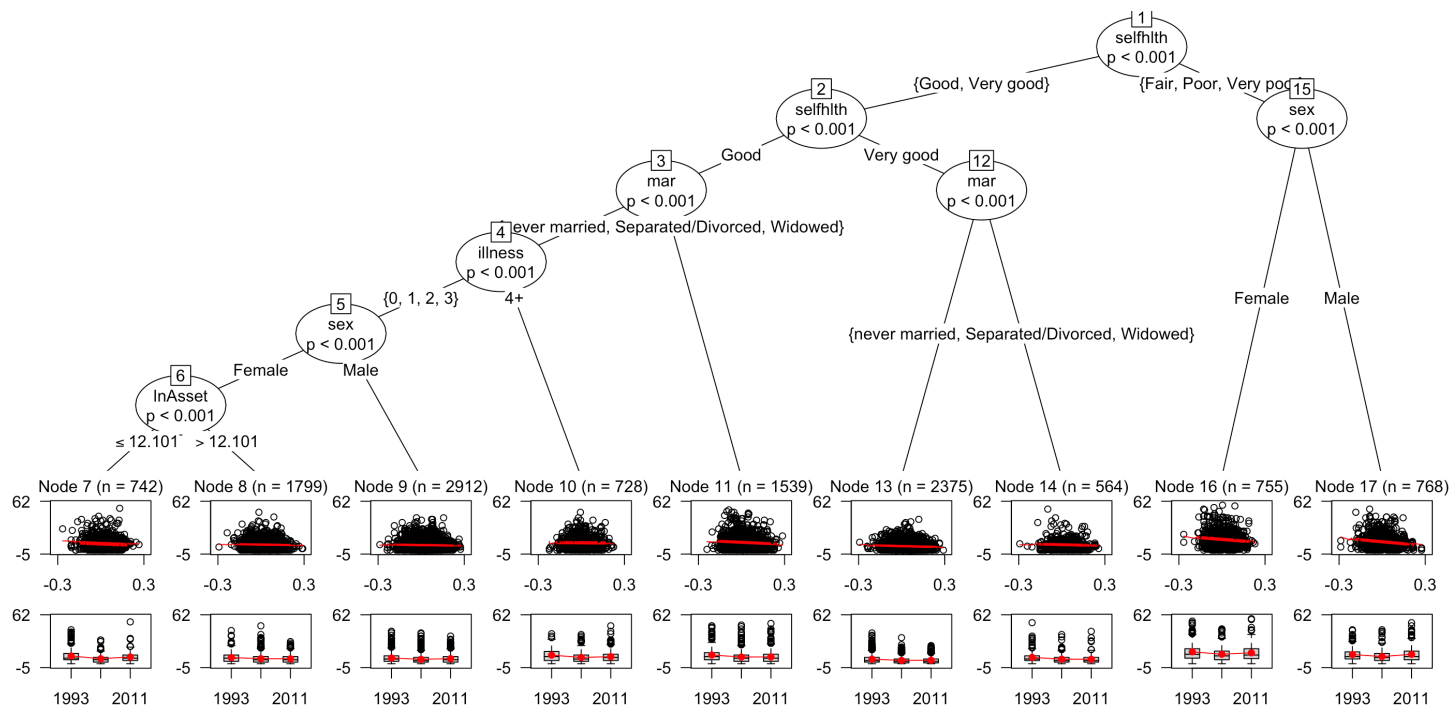 1
selfhlth
p < 0.001
{Good, Very good}
{Fair, Poor, Very poo
2
selfhlth
p < 0.001
15
sex
p < 0.001
Good
Very good
3
mar
p < 0.001
12
mar
p < 0.001
ever married, Separated/Divorced, Widowed}
4
illness
p < 0.001
{0, 1, 2, 3}
4+
Female
Male
5
sex
p < 0.001
{never married, Separated/Divorced, Widowed}
Female
Male
6
lnAsset
p < 0.001
≤ 12.101
> 12.101
Node 7 (n = 742)
Node 8 (n = 1799)
Node 9 (n = 2912)
Node 10 (n = 728)
Node 11 (n = 1539)
Node 13 (n = 2375)
Node 14 (n = 564)
Node 16 (n = 755)
Node 17 (n = 768)
62 62 62 62 62 62 62 62 62
-5 -5 -5 -5 -5 -5 -5 -5 -5
-0.3 0.3 -0.3 0.3 -0.3 0.3 -0.3 0.3 -0.3 0.3 -0.3 0.3 -0.3 0.3 -0.3 0.3 -0.3 0.3
62 62 62 62 62 62 62 62 62
-5 -5 -5 -5 -5 -5 -5 -5 -5
1993 2011 1993 2011 1993 2011 1993 2011 1993 2011 1993 2011 1993 2011 1993 2011 1993 2011